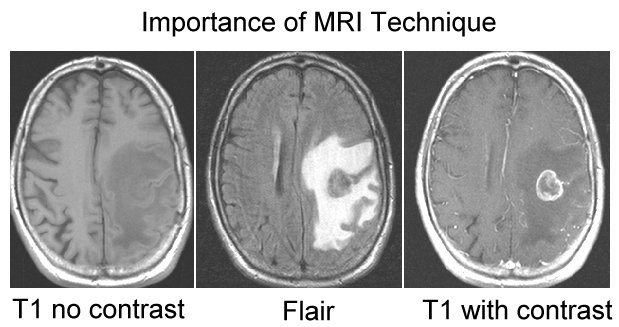 Importance of MRI Technique
T1 no contrast
Flair
T1 with contrast